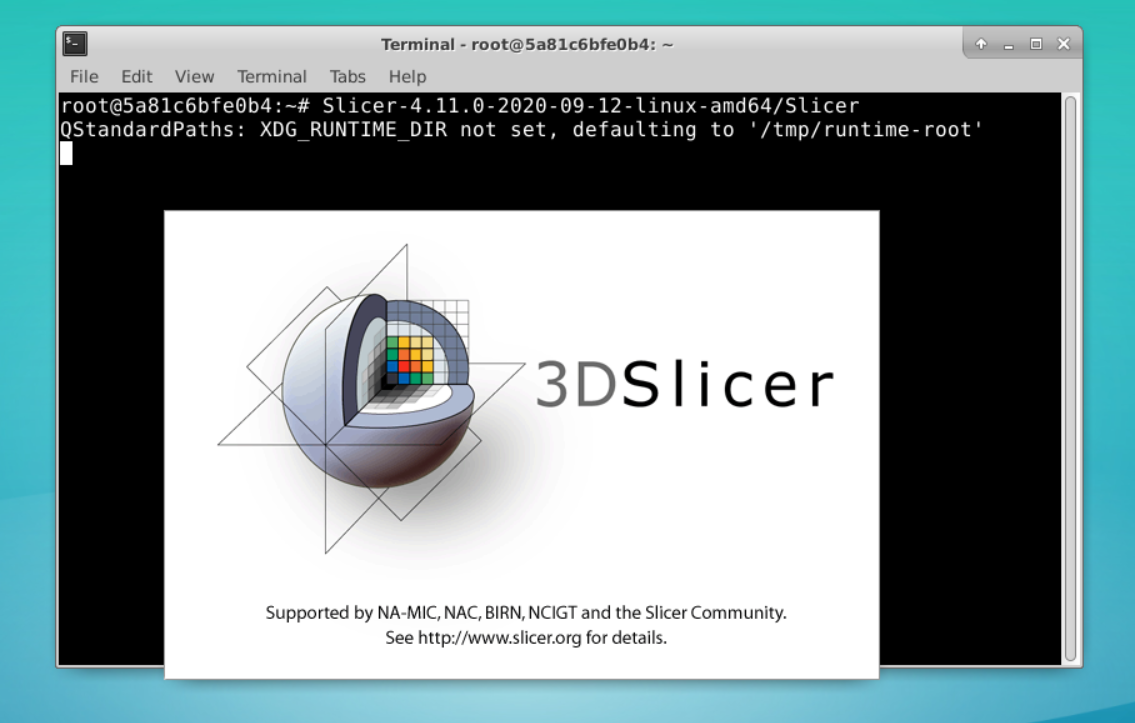 Terminal - root@5a81c6bfe0b4: ~
File Edit View Terminal Tabs Help
root@5a81c6bfe0b4:~# Slicer-4.11.0-2020-09-12-linux-amd64/Slicer
QStandardPaths: XDG_RUNTIME_DIR not set, defaulting to '/tmp/runtime-root'
3DSlicer
Supported by NA-MIC, NAC, BIRN, NCIGT and the Slicer Community.
See http://www.slicer.org for details.